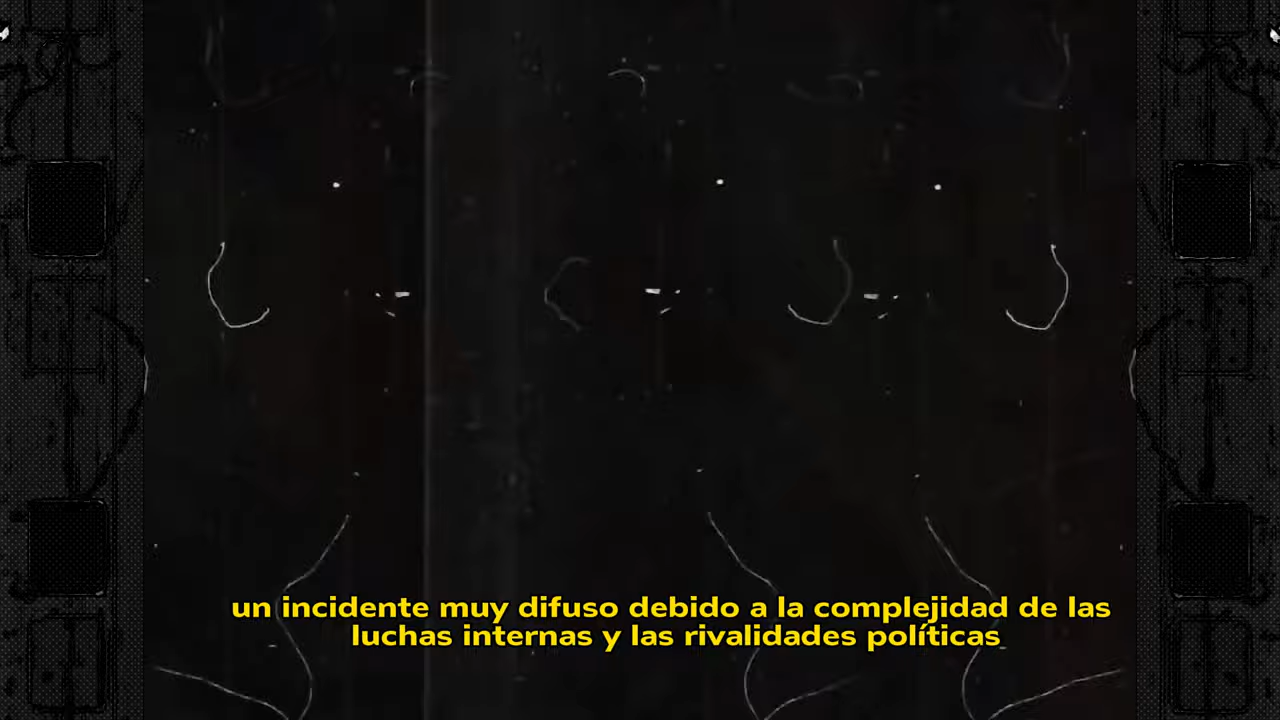 un incidente muy difuso debido a la complejidad de las
luchas internas y las rivalidades políticas